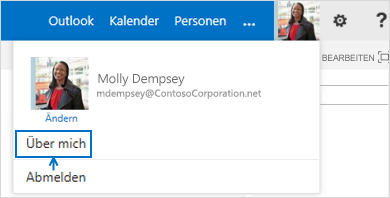 Outlook Kalender Personen ... ?
BEARBEITEN
Molly Dempsey
mdempsey@ContosoCorporation.net
Ändern
Über mich
Abmelden